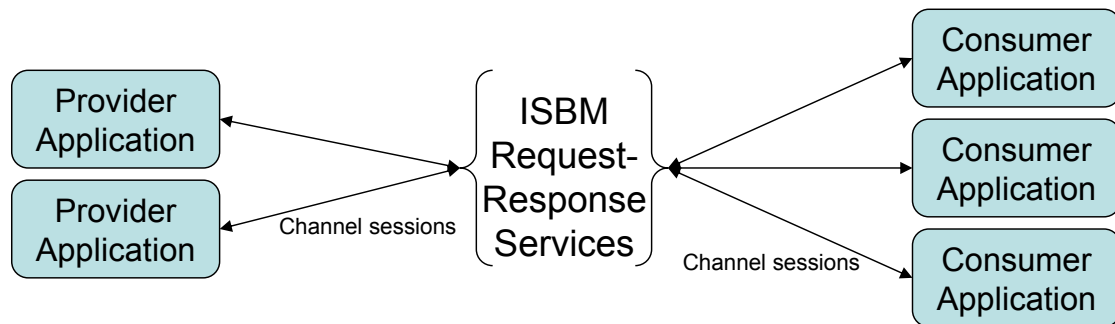 Provider
Application
Provider
Application
Channel sessions
ISBM
Request-
Response
Services
Channel sessions
Consumer
Application
Consumer
Application
Consumer
Application